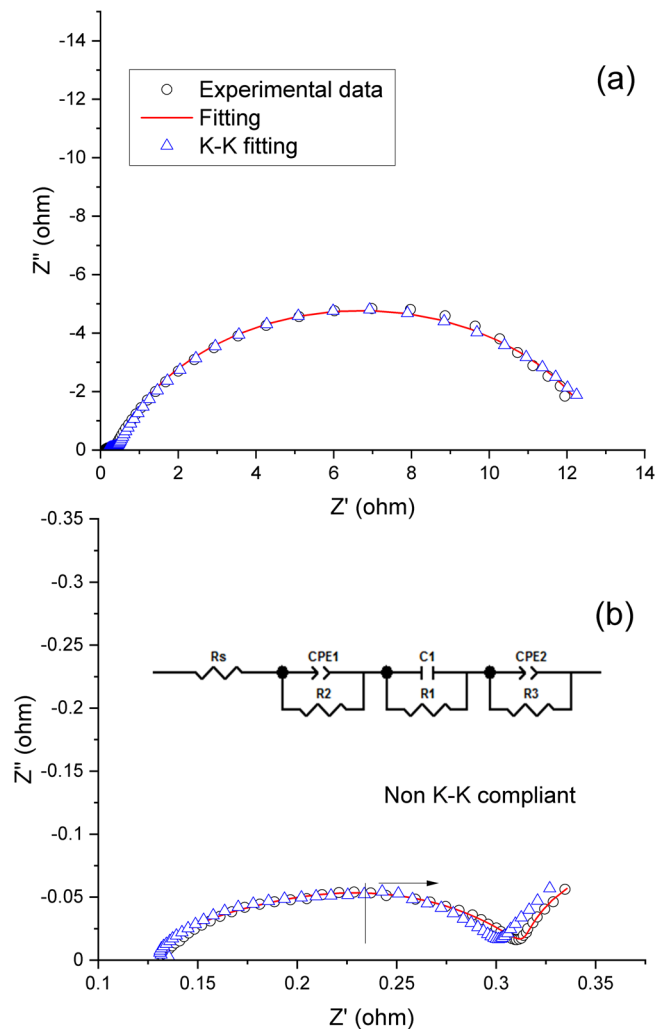 (a)
Experimental data
Fitting
K-K fitting
Z'' (ohm)
-14
-12
-10
-8
-6
-4
-2
0
0 2 4 6 8 10 12 14
Z' (ohm)
(b)
Z'' (ohm)
-0.35
-0.3
-0.25
-0.2
-0.15
-0.1
-0.05
0
Rs CPE1 C1 CPE2
R2 R1 R3
Non K-K compliant
0.1 0.15 0.2 0.25 0.3 0.35
Z' (ohm)